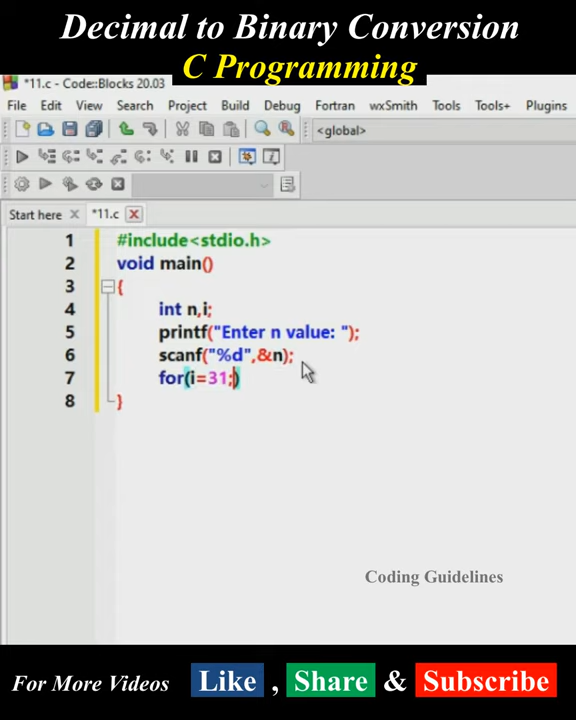 Decimal to Binary Conversion
C Programming
*11.c - Code::Blocks 20.03
File Edit View Search Project Build Debug Fortran wxSmith Tools Tools+ Plugins
<global>
Start here *11.c
1 #include<stdio.h>
2 void main()
3 {
4 int n,i;
5 printf("Enter n value: ");
6 scanf("%d",&n);
7 for(i=31;)
8 }
Coding Guidelines
For More Videos Like , Share & Subscribe